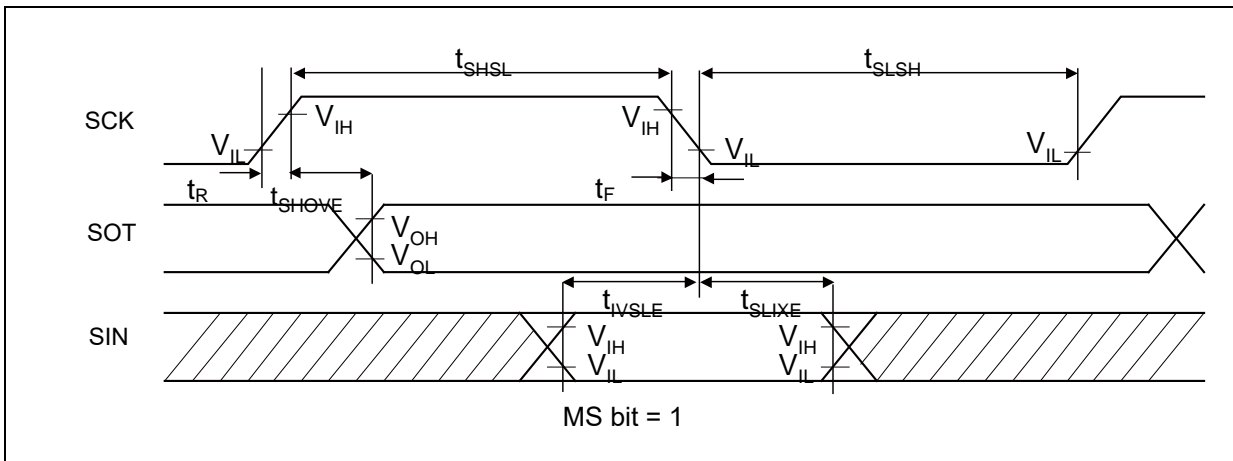 tSHSL
tSLSH
SCK
VIH
VIH
VIL
VIL
VIL
tR
tSHOVE
tF
SOT
VOH
VOL
tIVSLE
tSLIXE
SIN
VIH
VIH
VIL
VIL
MS bit = 1